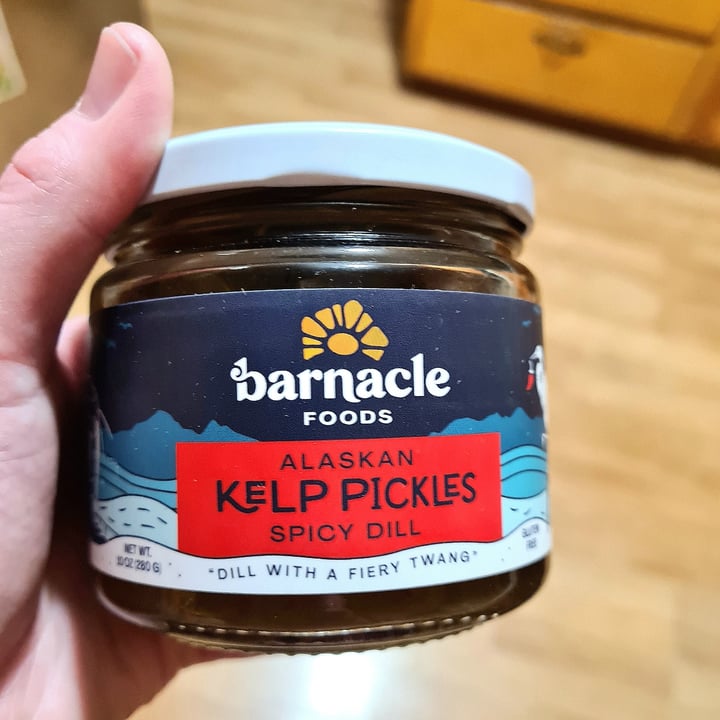 barnacle
FOODS
ALASKAN
KELP PICKLES
SPICY DILL
"DILL WITH A FIERY TWANG"
NET WT.
10 OZ (280 G)
GLUTEN
FREE